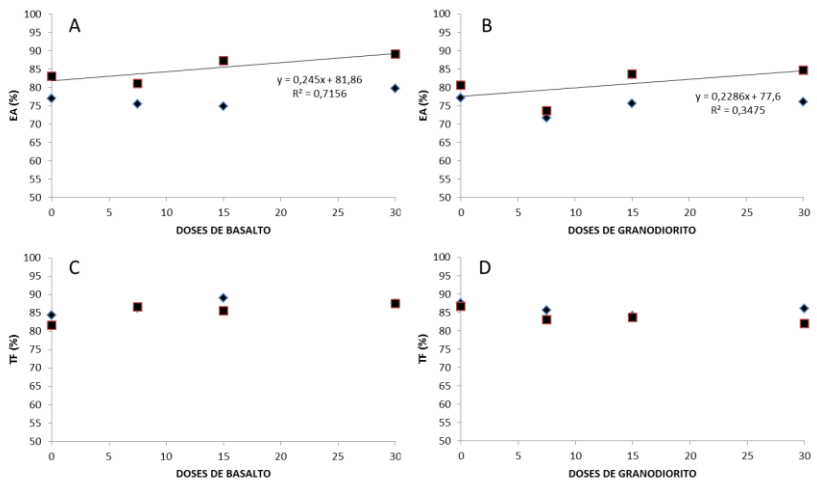 A
100
95
90
85
80
75
70
65
60
55
50
EA (%)
y = 0,245x + 81,86
R² = 0,7156
0 5 10 15 20 25 30
DOSES DE BASALTO
B
100
95
90
85
80
75
70
65
60
55
50
EA (%)
y = 0,2286x + 77,6
R² = 0,3475
0 5 10 15 20 25 30
DOSES DE GRANODIORITO
C
100
95
90
85
80
75
70
65
60
55
50
TF (%)
0 5 10 15 20 25 30
DOSES DE BASALTO
D
100
95
90
85
80
75
70
65
60
55
50
TF (%)
0 5 10 15 20 25 30
DOSES DE GRANODIORITO